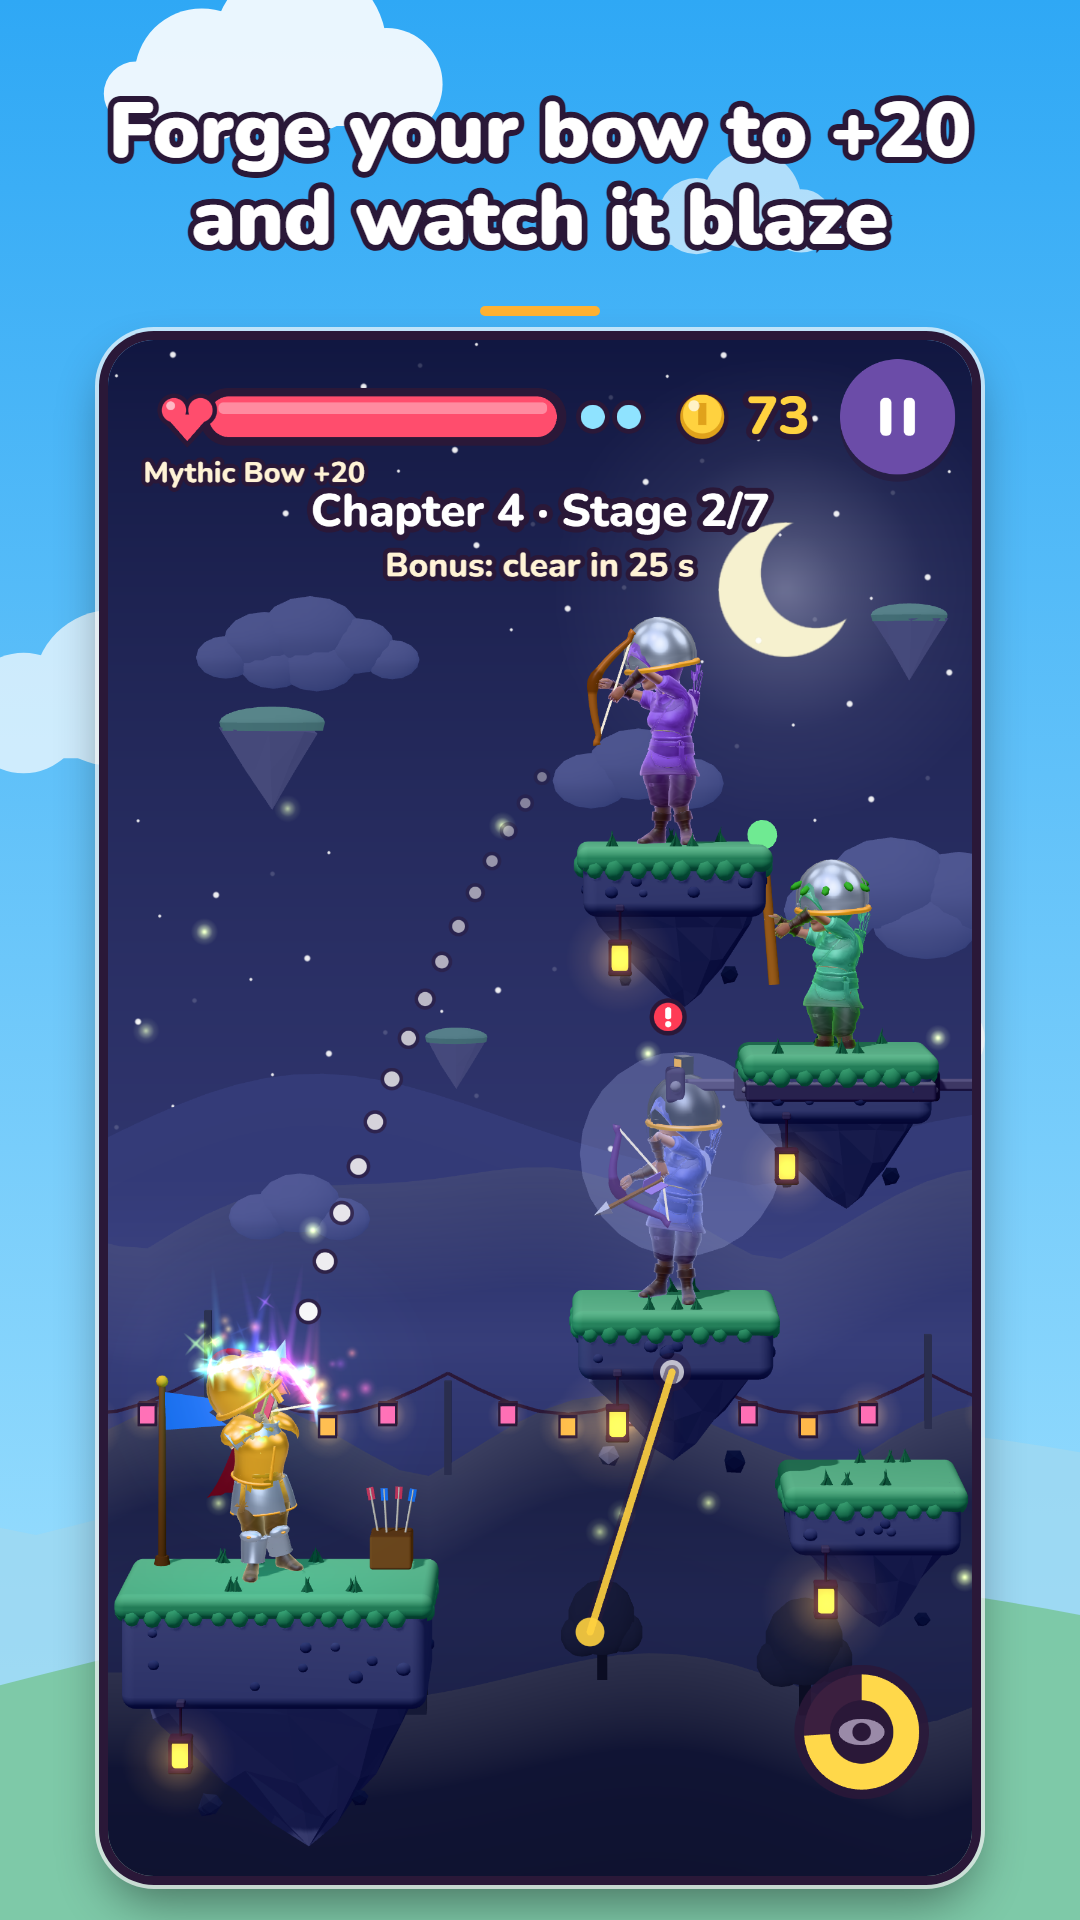 Forge your bow to +20
and watch it blaze
73
Mythic Bow +20
Chapter 4 · Stage 2/7
Bonus: clear in 25 s
!